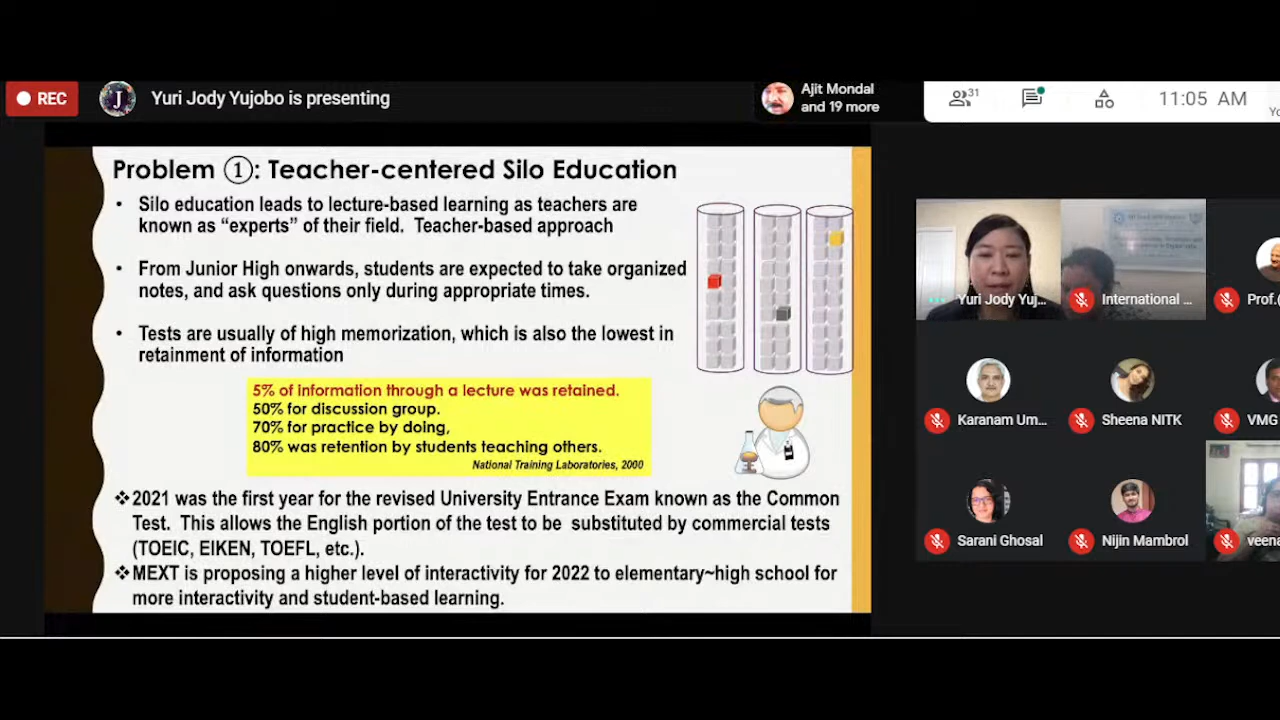 REC
J
Yuri Jody Yujobo is presenting
Ajit Mondal
and 19 more
31
11:05 AM
Problem ①: Teacher-centered Silo Education
• Silo education leads to lecture-based learning as teachers are
known as “experts” of their field. Teacher-based approach
• From Junior High onwards, students are expected to take organized
notes, and ask questions only during appropriate times.
• Tests are usually of high memorization, which is also the lowest in
retainment of information
5% of information through a lecture was retained.
50% for discussion group.
70% for practice by doing,
80% was retention by students teaching others.
National Training Laboratories, 2000
❖2021 was the first year for the revised University Entrance Exam known as the Common
Test. This allows the English portion of the test to be substituted by commercial tests
(TOEIC, EIKEN, TOEFL, etc.).
❖MEXT is proposing a higher level of interactivity for 2022 to elementary~high school for
more interactivity and student-based learning.
Yuri Jody Yuj...
International ...
Prof.(
Karanam Um...
Sheena NITK
VMG
Sarani Ghosal
Nijin Mambrol
veena